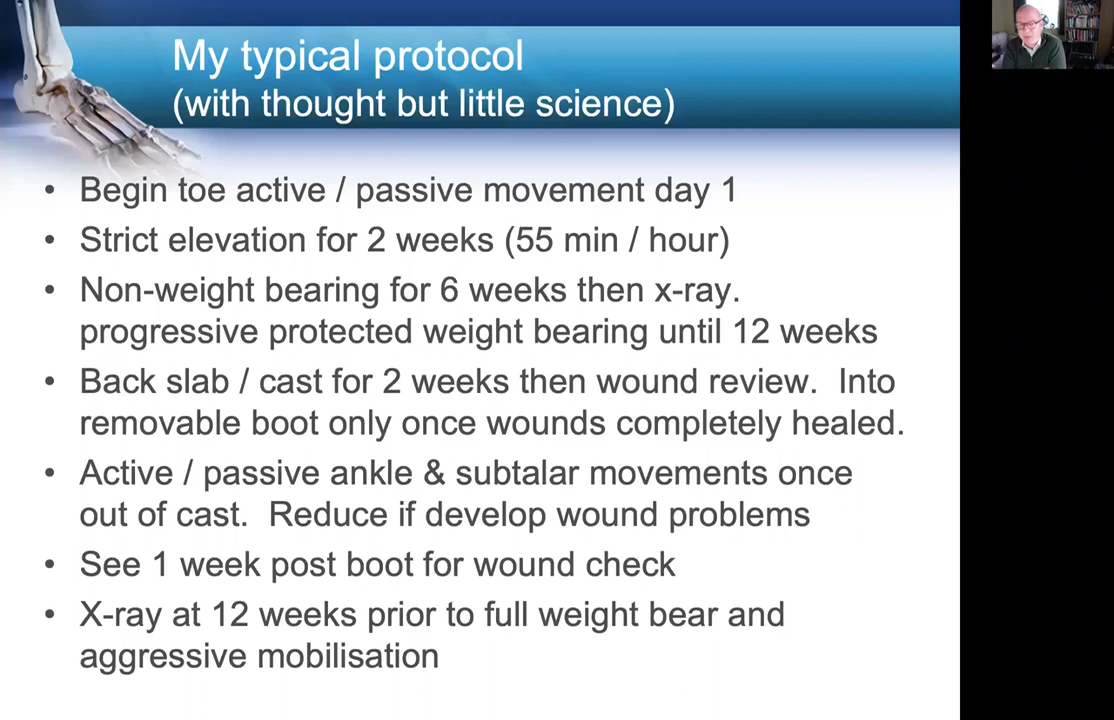 My typical protocol
(with thought but little science)
• Begin toe active / passive movement day 1
• Strict elevation for 2 weeks (55 min / hour)
• Non-weight bearing for 6 weeks then x-ray.
progressive protected weight bearing until 12 weeks
• Back slab / cast for 2 weeks then wound review.  Into
removable boot only once wounds completely healed.
• Active / passive ankle & subtalar movements once
out of cast.  Reduce if develop wound problems
• See 1 week post boot for wound check
• X-ray at 12 weeks prior to full weight bear and
aggressive mobilisation